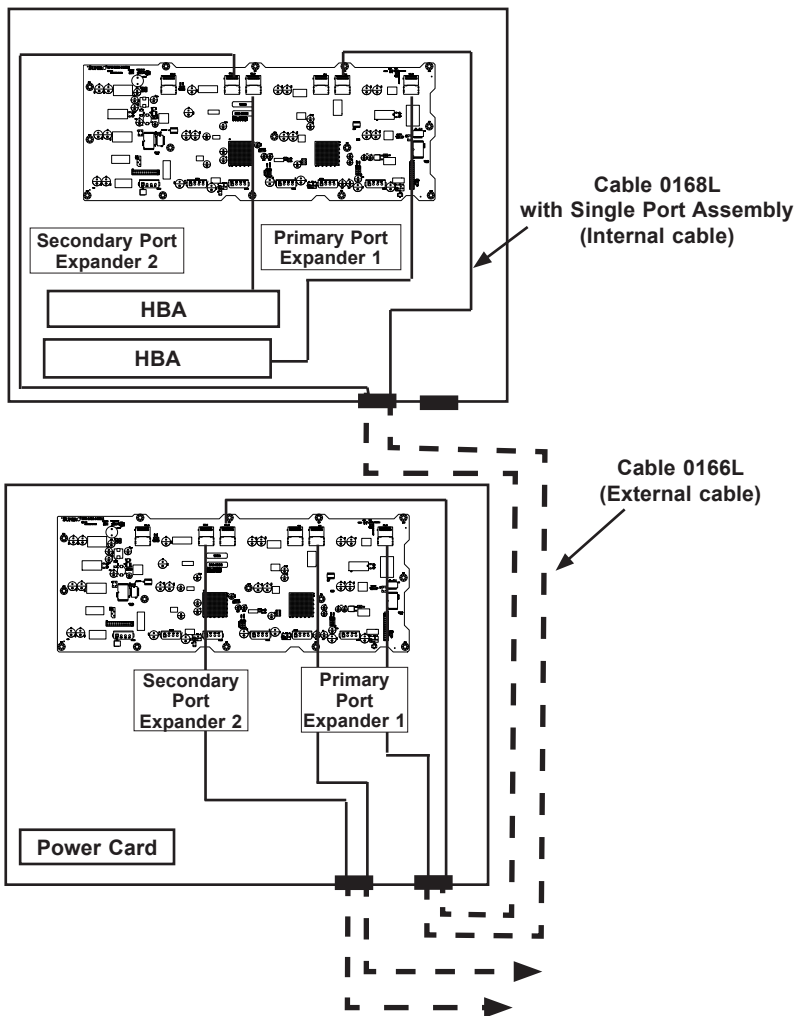 Cable 0168L
with Single Port Assembly
(Internal cable)
Secondary Port
Expander 2
Primary Port
Expander 1
HBA
HBA
Cable 0166L
(External cable)
Secondary
Port
Expander 2
Primary
Port
Expander 1
Power Card